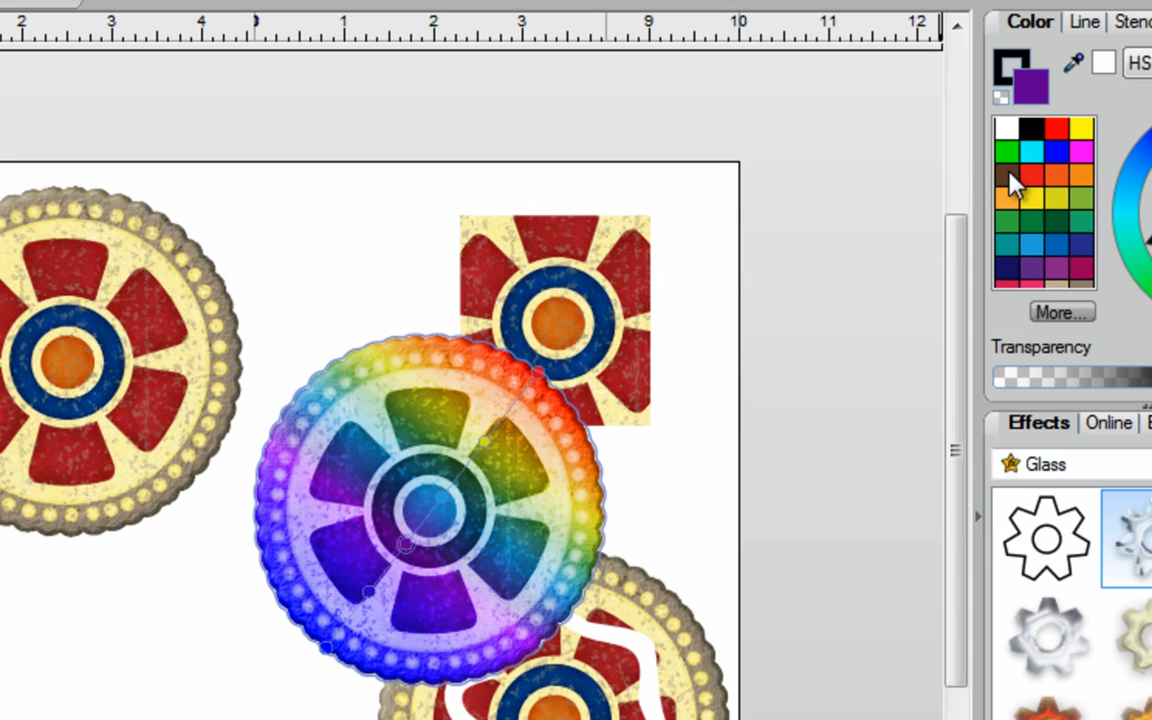 2 3 4 1 2 3 9 10 11 12
Color Line
HS
More...
Transparency
Effects Online
Glass